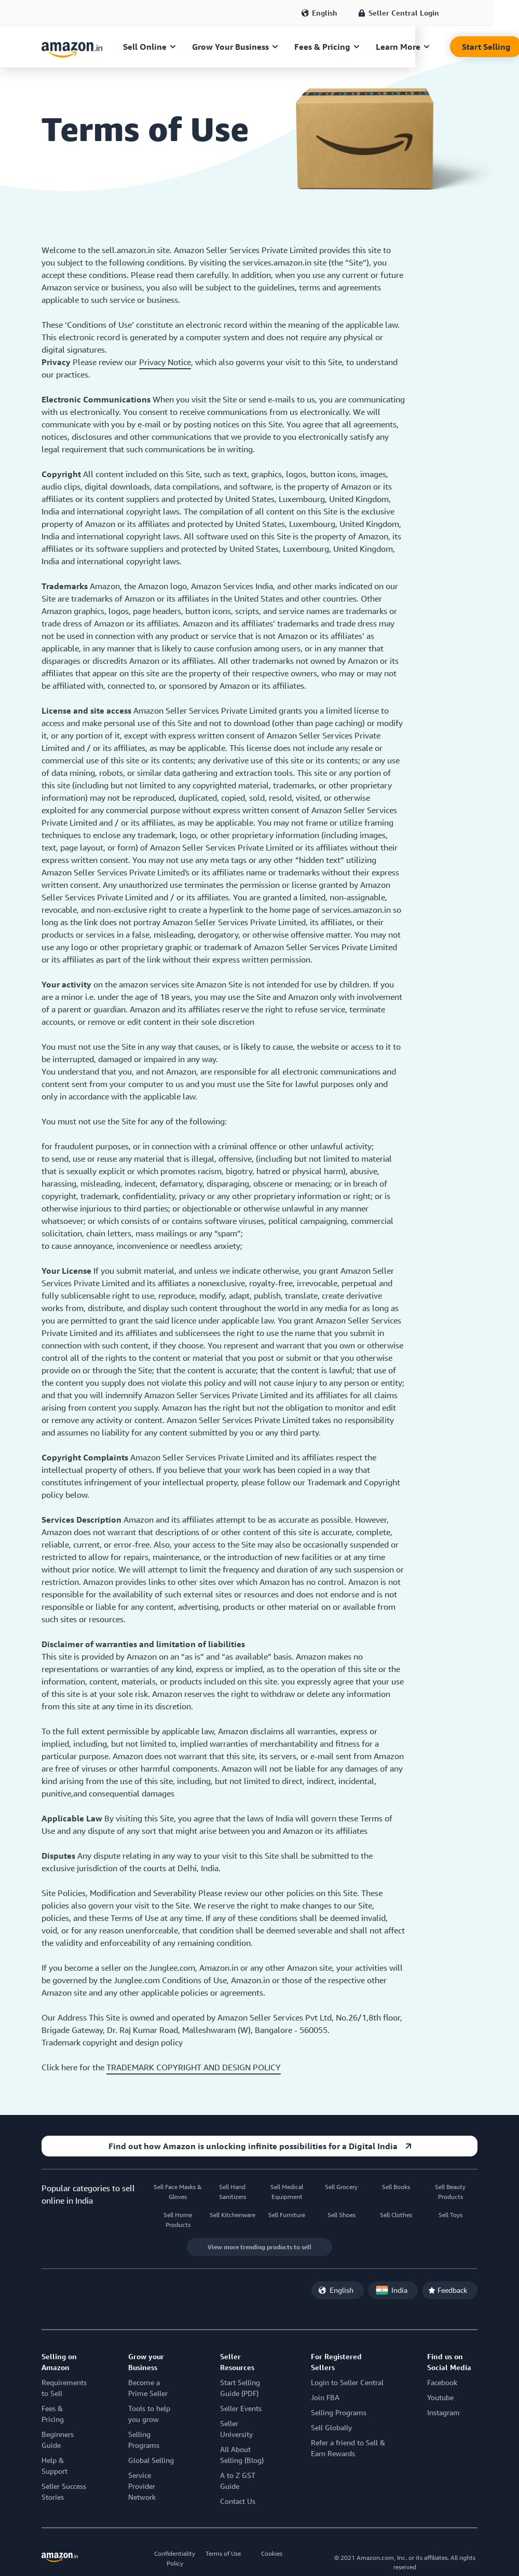 English
Seller Central Login
amazon.in
Sell Online
Grow Your Business
Fees & Pricing
Learn More
Start Selling
Terms of Use
Welcome to the sell.amazon.in site. Amazon Seller Services Private Limited provides this site to
you subject to the following conditions. By visiting the services.amazon.in site (the “Site”), you
accept these conditions. Please read them carefully. In addition, when you use any current or future
Amazon service or business, you also will be subject to the guidelines, terms and agreements
applicable to such service or business.
These 'Conditions of Use' constitute an electronic record within the meaning of the applicable law.
This electronic record is generated by a computer system and does not require any physical or
digital signatures.
Privacy Please review our Privacy Notice, which also governs your visit to this Site, to understand
our practices.
Electronic Communications When you visit the Site or send e-mails to us, you are communicating
with us electronically. You consent to receive communications from us electronically. We will
communicate with you by e-mail or by posting notices on this Site. You agree that all agreements,
notices, disclosures and other communications that we provide to you electronically satisfy any
legal requirement that such communications be in writing.
Copyright All content included on this Site, such as text, graphics, logos, button icons, images,
audio clips, digital downloads, data compilations, and software, is the property of Amazon or its
affiliates or its content suppliers and protected by United States, Luxembourg, United Kingdom,
India and international copyright laws. The compilation of all content on this Site is the exclusive
property of Amazon or its affiliates and protected by United States, Luxembourg, United Kingdom,
India and international copyright laws. All software used on this Site is the property of Amazon, its
affiliates or its software suppliers and protected by United States, Luxembourg, United Kingdom,
India and international copyright laws.
Trademarks Amazon, the Amazon logo, Amazon Services India, and other marks indicated on our
Site are trademarks of Amazon or its affiliates in the United States and other countries. Other
Amazon graphics, logos, page headers, button icons, scripts, and service names are trademarks or
trade dress of Amazon or its affiliates. Amazon and its affiliates' trademarks and trade dress may
not be used in connection with any product or service that is not Amazon or its affiliates' as
applicable, in any manner that is likely to cause confusion among users, or in any manner that
disparages or discredits Amazon or its affiliates. All other trademarks not owned by Amazon or its
affiliates that appear on this site are the property of their respective owners, who may or may not
be affiliated with, connected to, or sponsored by Amazon or its affiliates.
License and site access Amazon Seller Services Private Limited grants you a limited license to
access and make personal use of this Site and not to download (other than page caching) or modify
it, or any portion of it, except with express written consent of Amazon Seller Services Private
Limited and / or its affiliates, as may be applicable. This license does not include any resale or
commercial use of this site or its contents; any derivative use of this site or its contents; or any use
of data mining, robots, or similar data gathering and extraction tools. This site or any portion of
this site (including but not limited to any copyrighted material, trademarks, or other proprietary
information) may not be reproduced, duplicated, copied, sold, resold, visited, or otherwise
exploited for any commercial purpose without express written consent of Amazon Seller Services
Private Limited and / or its affiliates, as may be applicable. You may not frame or utilize framing
techniques to enclose any trademark, logo, or other proprietary information (including images,
text, page layout, or form) of Amazon Seller Services Private Limited or its affiliates without their
express written consent. You may not use any meta tags or any other “hidden text” utilizing
Amazon Seller Services Private Limited's or its affiliates name or trademarks without their express
written consent. Any unauthorized use terminates the permission or license granted by Amazon
Seller Services Private Limited and / or its affiliates. You are granted a limited, non-assignable,
revocable, and non-exclusive right to create a hyperlink to the home page of services.amazon.in so
long as the link does not portray Amazon Seller Services Private Limited, its affiliates, or their
products or services in a false, misleading, derogatory, or otherwise offensive matter. You may not
use any logo or other proprietary graphic or trademark of Amazon Seller Services Private Limited
or its affiliates as part of the link without their express written permission.
Your activity on the amazon services site Amazon Site is not intended for use by children. If you
are a minor i.e. under the age of 18 years, you may use the Site and Amazon only with involvement
of a parent or guardian. Amazon and its affiliates reserve the right to refuse service, terminate
accounts, or remove or edit content in their sole discretion
You must not use the Site in any way that causes, or is likely to cause, the website or access to it to
be interrupted, damaged or impaired in any way.
You understand that you, and not Amazon, are responsible for all electronic communications and
content sent from your computer to us and you must use the Site for lawful purposes only and
only in accordance with the applicable law.
You must not use the Site for any of the following:
for fraudulent purposes, or in connection with a criminal offence or other unlawful activity;
to send, use or reuse any material that is illegal, offensive, (including but not limited to material
that is sexually explicit or which promotes racism, bigotry, hatred or physical harm), abusive,
harassing, misleading, indecent, defamatory, disparaging, obscene or menacing; or in breach of
copyright, trademark, confidentiality, privacy or any other proprietary information or right; or is
otherwise injurious to third parties; or objectionable or otherwise unlawful in any manner
whatsoever; or which consists of or contains software viruses, political campaigning, commercial
solicitation, chain letters, mass mailings or any “spam”;
to cause annoyance, inconvenience or needless anxiety;
Your License If you submit material, and unless we indicate otherwise, you grant Amazon Seller
Services Private Limited and its affiliates a nonexclusive, royalty-free, irrevocable, perpetual and
fully sublicensable right to use, reproduce, modify, adapt, publish, translate, create derivative
works from, distribute, and display such content throughout the world in any media for as long as
you are permitted to grant the said licence under applicable law. You grant Amazon Seller Services
Private Limited and its affiliates and sublicensees the right to use the name that you submit in
connection with such content, if they choose. You represent and warrant that you own or otherwise
control all of the rights to the content or material that you post or submit or that you otherwise
provide on or through the Site; that the content is accurate; that the content is lawful; that use of
the content you supply does not violate this policy and will not cause injury to any person or entity;
and that you will indemnify Amazon Seller Services Private Limited and its affiliates for all claims
arising from content you supply. Amazon has the right but not the obligation to monitor and edit
or remove any activity or content. Amazon Seller Services Private Limited takes no responsibility
and assumes no liability for any content submitted by you or any third party.
Copyright Complaints Amazon Seller Services Private Limited and its affiliates respect the
intellectual property of others. If you believe that your work has been copied in a way that
constitutes infringement of your intellectual property, please follow our Trademark and Copyright
policy below.
Services Description Amazon and its affiliates attempt to be as accurate as possible. However,
Amazon does not warrant that descriptions of or other content of this site is accurate, complete,
reliable, current, or error-free. Also, your access to the Site may also be occasionally suspended or
restricted to allow for repairs, maintenance, or the introduction of new facilities or at any time
without prior notice. We will attempt to limit the frequency and duration of any such suspension or
restriction. Amazon provides links to other sites over which Amazon has no control. Amazon is not
responsible for the availability of such external sites or resources and does not endorse and is not
responsible or liable for any content, advertising, products or other material on or available from
such sites or resources.
Disclaimer of warranties and limitation of liabilities
This site is provided by Amazon on an “as is” and “as available” basis. Amazon makes no
representations or warranties of any kind, express or implied, as to the operation of this site or the
information, content, materials, or products included on this site. you expressly agree that your use
of this site is at your sole risk. Amazon reserves the right to withdraw or delete any information
from this site at any time in its discretion.
To the full extent permissible by applicable law, Amazon disclaims all warranties, express or
implied, including, but not limited to, implied warranties of merchantability and fitness for a
particular purpose. Amazon does not warrant that this site, its servers, or e-mail sent from Amazon
are free of viruses or other harmful components. Amazon will not be liable for any damages of any
kind arising from the use of this site, including, but not limited to direct, indirect, incidental,
punitive,and consequential damages
Applicable Law By visiting this Site, you agree that the laws of India will govern these Terms of
Use and any dispute of any sort that might arise between you and Amazon or its affiliates
Disputes Any dispute relating in any way to your visit to this Site shall be submitted to the
exclusive jurisdiction of the courts at Delhi, India.
Site Policies, Modification and Severability Please review our other policies on this Site. These
policies also govern your visit to the Site. We reserve the right to make changes to our Site,
policies, and these Terms of Use at any time. If any of these conditions shall be deemed invalid,
void, or for any reason unenforceable, that condition shall be deemed severable and shall not affect
the validity and enforceability of any remaining condition.
If you become a seller on the Junglee.com, Amazon.in or any other Amazon site, your activities will
be governed by the Junglee.com Conditions of Use, Amazon.in or those of the respective other
Amazon site and any other applicable policies or agreements.
Our Address This Site is owned and operated by Amazon Seller Services Pvt Ltd, No.26/1,8th floor,
Brigade Gateway, Dr. Raj Kumar Road, Malleshwaram (W), Bangalore - 560055.
Trademark copyright and design policy
Click here for the TRADEMARK COPYRIGHT AND DESIGN POLICY
Find out how Amazon is unlocking infinite possibilities for a Digital India
Popular categories to sell
online in India
Sell Face Masks &
Gloves
Sell Hand
Sanitizers
Sell Medical
Equipment
Sell Grocery
Sell Books
Sell Beauty
Products
Sell Home
Products
Sell Kitchenware
Sell Furniture
Sell Shoes
Sell Clothes
Sell Toys
View more trending products to sell
English
India
Feedback
Selling on
Amazon
Requirements
to Sell
Fees &
Pricing
Beginners
Guide
Help &
Support
Seller Success
Stories
Grow your
Business
Become a
Prime Seller
Tools to help
you grow
Selling
Programs
Global Selling
Service
Provider
Network
Seller
Resources
Start Selling
Guide (PDF)
Seller Events
Seller
University
All About
Selling (Blog)
A to Z GST
Guide
Contact Us
For Registered
Sellers
Login to Seller Central
Join FBA
Selling Programs
Sell Globally
Refer a friend to Sell &
Earn Rewards
Find us on
Social Media
Facebook
Youtube
Instagram
amazon.in
Confidentiality
Policy
Terms of Use
Cookies
© 2021 Amazon.com, Inc. or its affiliates. All rights
reserved